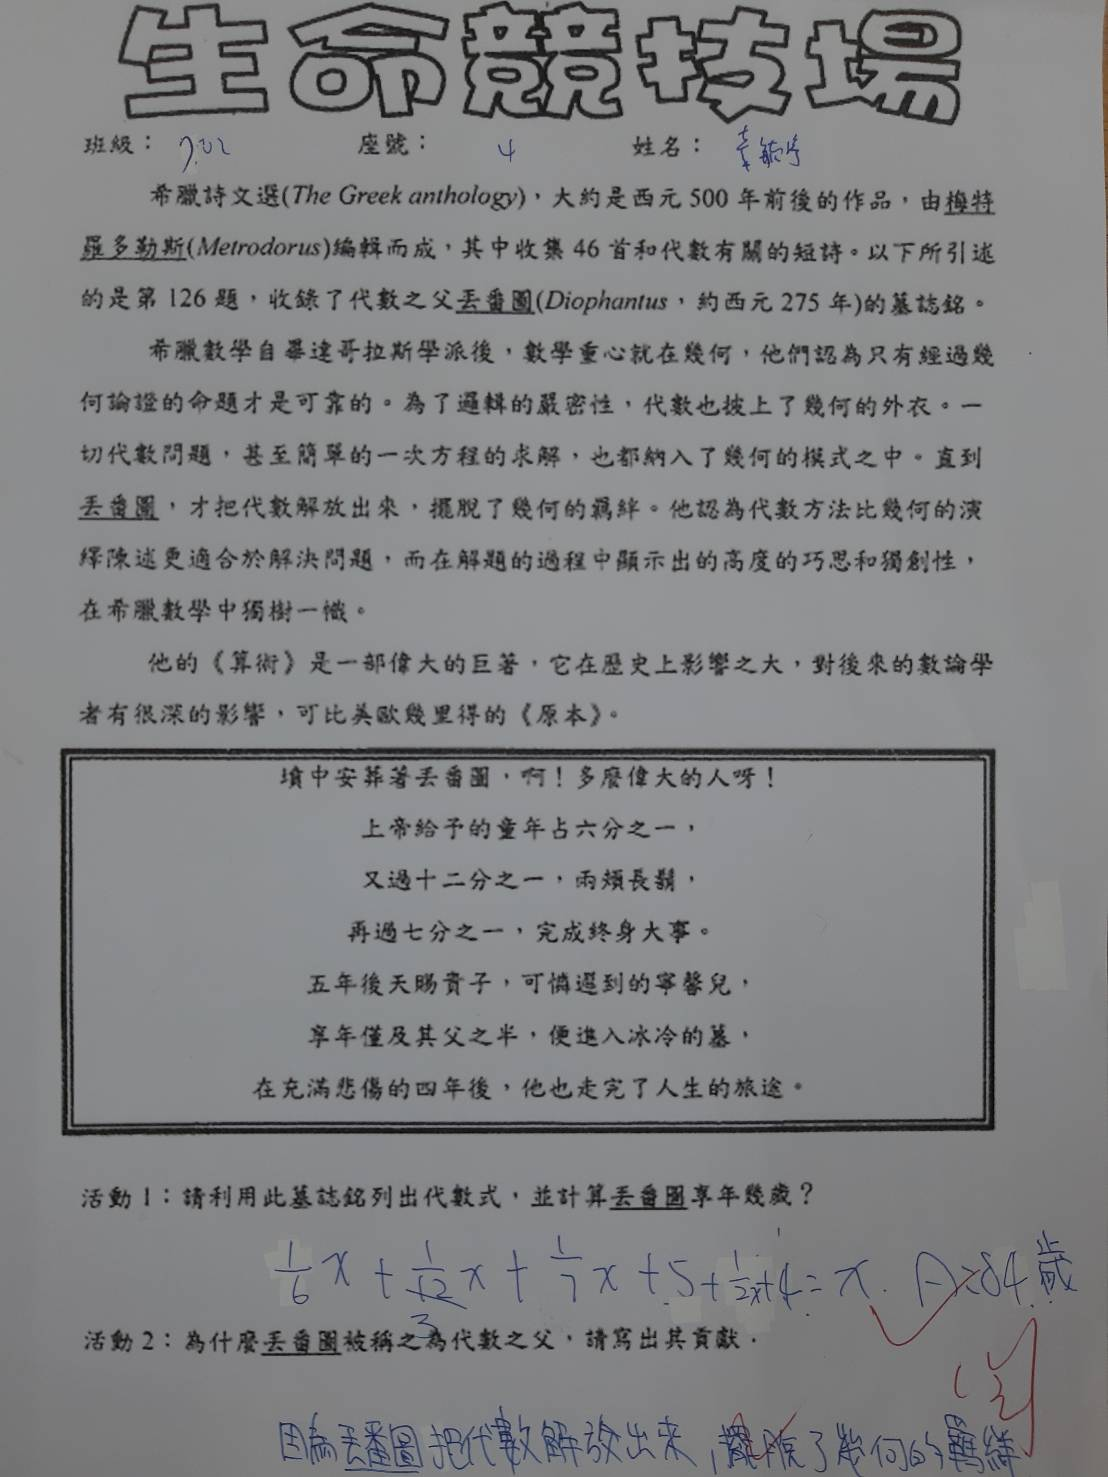 生命競技場
班級：702 座號：4 姓名：
希臘詩文選(The Greek anthology)，大約是西元 500 年前後的作品，由梅特
羅多勒斯(Metrodorus)編輯而成，其中收集 46 首和代數有關的短詩。以下所引述
的是第 126 題，收錄了代數之父丟番圖(Diophantus，約西元 275 年)的墓誌銘。
希臘數學自畢達哥拉斯學派後，數學重心就在幾何，他們認為只有經過幾
何論證的命題才是可靠的。為了邏輯的嚴密性，代數也披上了幾何的外衣。一
切代數問題，甚至簡單的一次方程的求解，也都納入了幾何的模式之中。直到
丟番圖，才把代數解放出來，擺脫了幾何的羈絆。他認為代數方法比幾何的演
繹陳述更適合於解決問題，而在解題的過程中顯示出的高度的巧思和獨創性，
在希臘數學中獨樹一幟。
他的《算術》是一部偉大的巨著，它在歷史上影響之大，對後來的數論學
者有很深的影響，可比美歐幾里得的《原本》。
墳中安葬著丟番圖，啊！多麼偉大的人呀！
上帝給予的童年占六分之一，
又過十二分之一，兩頰長鬍，
再過七分之一，完成終身大事。
五年後天賜貴子，可憐遲到的寧馨兒，
享年僅及其父之半，便進入冰冷的墓，
在充滿悲傷的四年後，他也走完了人生的旅途。
活動 1：請利用此墓誌銘列出代數式，並計算丟番圖享年幾歲？
1/6 x + 1/12 x + 1/7 x + 5 + 1/2x + 4 = x. A：84 歲
3
活動 2：為什麼丟番圖被稱之為代數之父，請寫出其貢獻．
因為丟番圖把代數解放出來，擺脫了幾何的羈絆